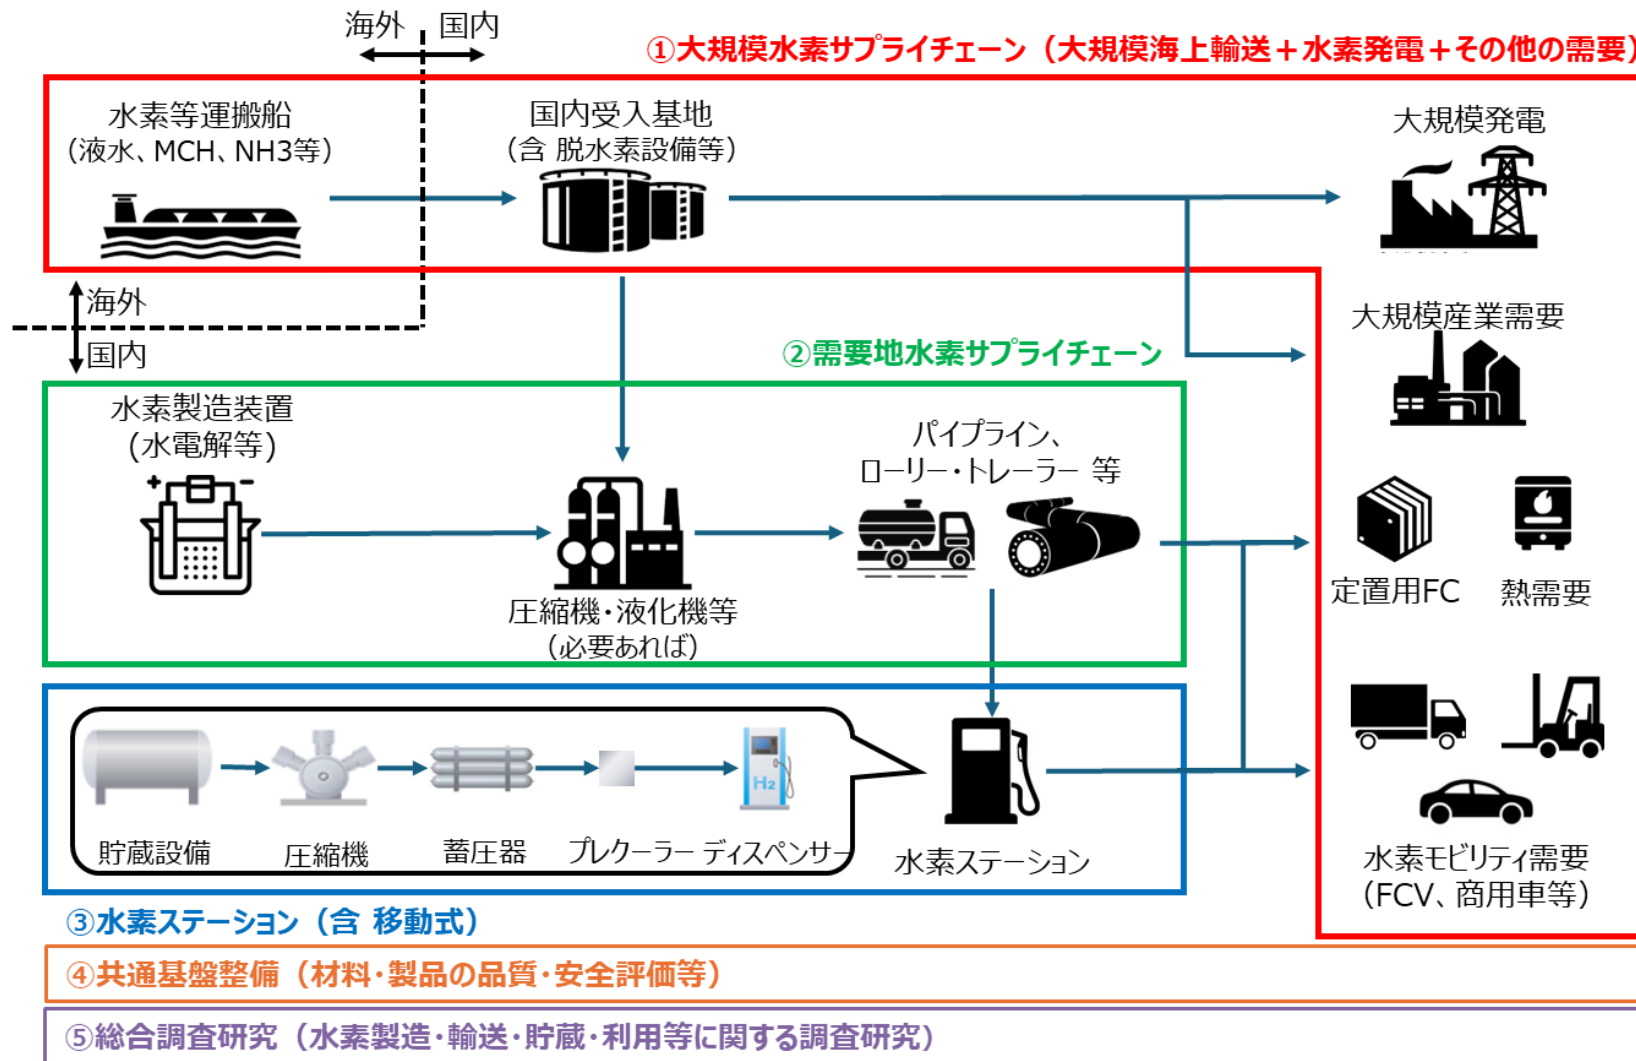 海外 国内
①大規模水素サプライチェーン（大規模海上輸送＋水素発電＋その他の需要）
水素等運搬船
（液水、MCH、NH3等）
国内受入基地
（含 脱水素設備等）
大規模発電
海外
国内
大規模産業需要
②需要地水素サプライチェーン
水素製造装置
(水電解等)
パイプライン、
ローリー・トレーラー 等
圧縮機・液化機等
（必要あれば）
定置用FC
熱需要
H2
貯蔵設備
圧縮機
蓄圧器
プレクーラー
ディスペンサー
水素ステーション
水素モビリティ需要
（FCV、商用車等）
③水素ステーション（含 移動式）
④共通基盤整備（材料・製品の品質・安全評価等）
⑤総合調査研究（水素製造・輸送・貯蔵・利用等に関する調査研究）